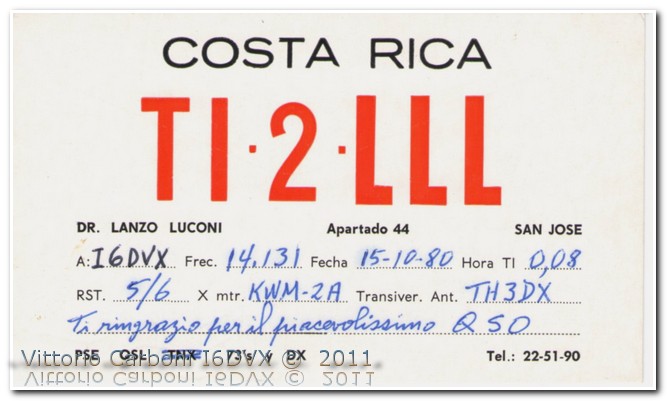 COSTA RICA
TI·2·LLL
DR. LANZO LUCONI Apartado 44 SAN JOSE
A: I6DVX Frec. 14.131 Fecha 15-10-80 Hora TI 0,08
RST. 5/6 X mtr. KWM-2A Transiver. Ant. TH3DX
Ti ringrazio per il piacevolissimo QSO
PSE QSL TNX 73's y DX Tel.: 22-51-90
Vittorio Carboni I6DVX © 2011